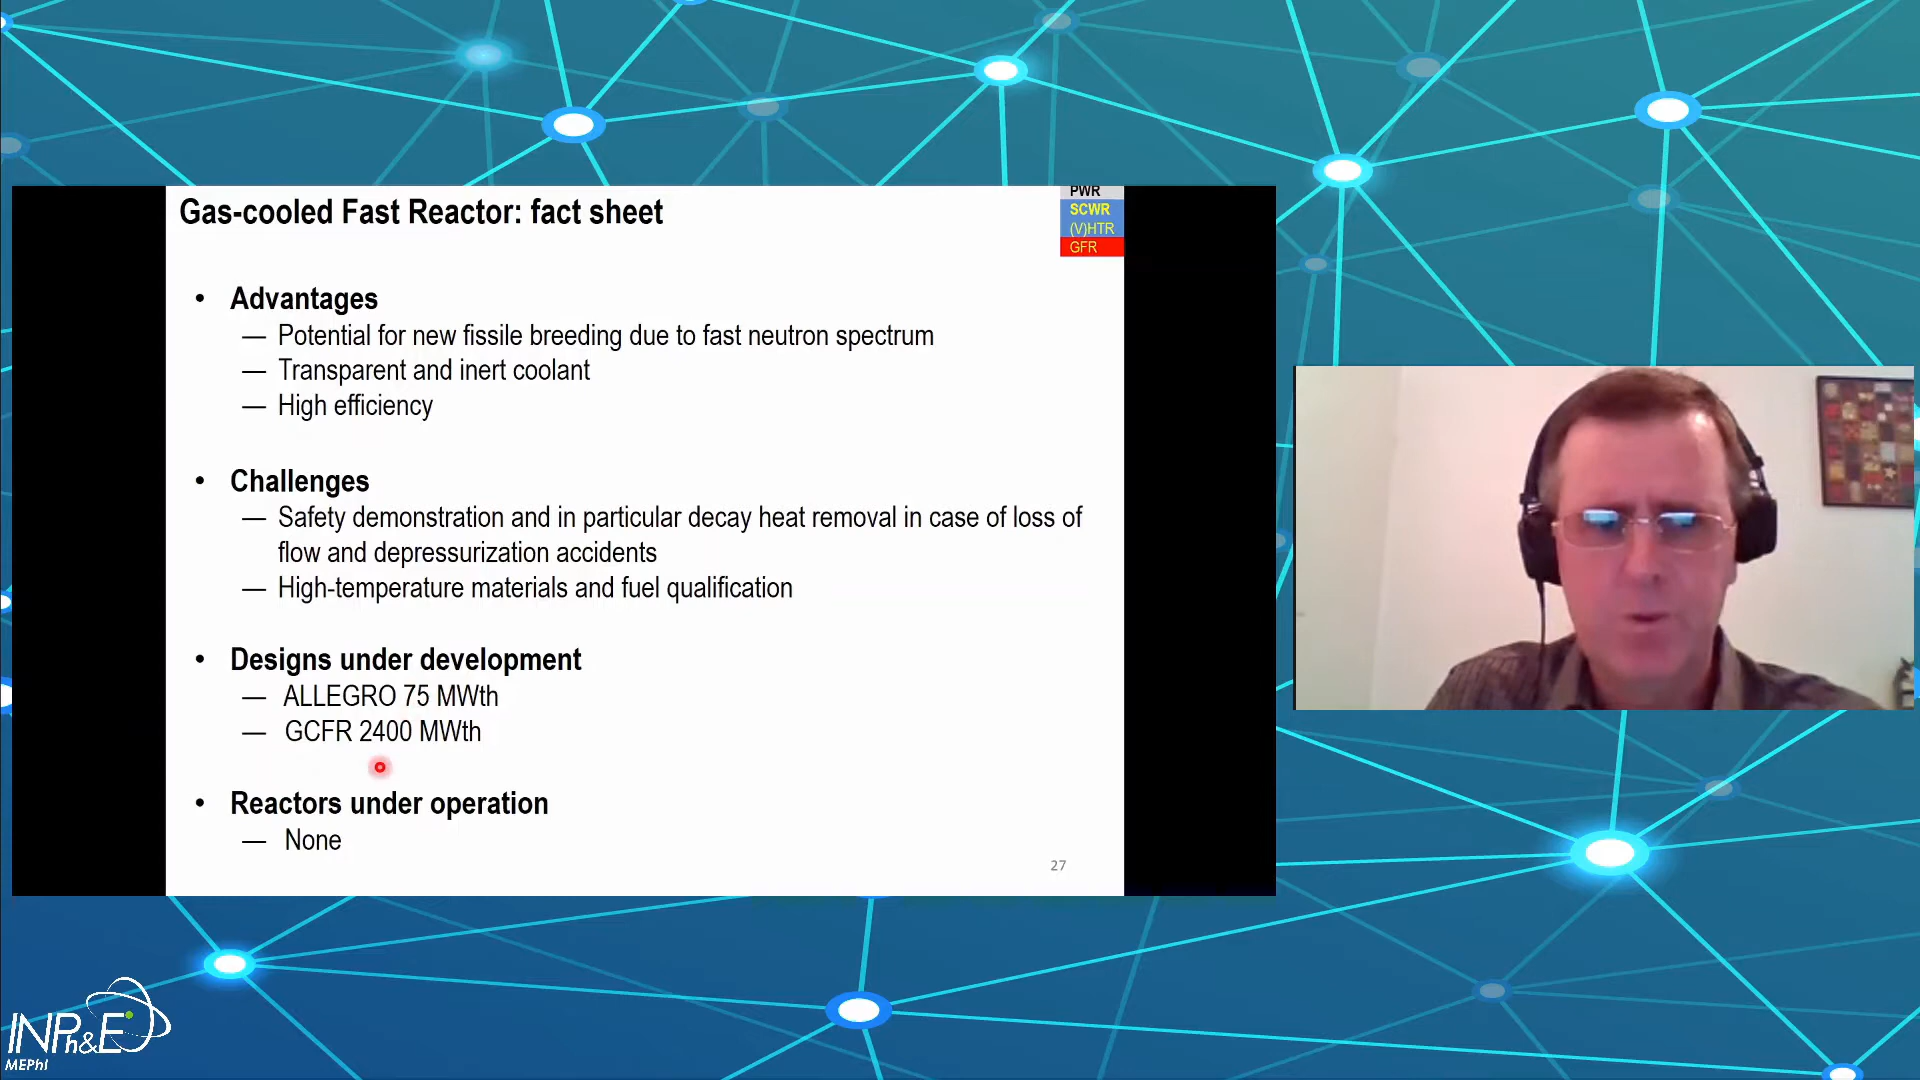 Gas-cooled Fast Reactor: fact sheet
PWR
SCWR
(V)HTR
GFR
• Advantages
— Potential for new fissile breeding due to fast neutron spectrum
— Transparent and inert coolant
— High efficiency
• Challenges
— Safety demonstration and in particular decay heat removal in case of loss of
flow and depressurization accidents
— High-temperature materials and fuel qualification
• Designs under development
— ALLEGRO 75 MWth
— GCFR 2400 MWth
• Reactors under operation
— None
27
INPh&E
MEPhI